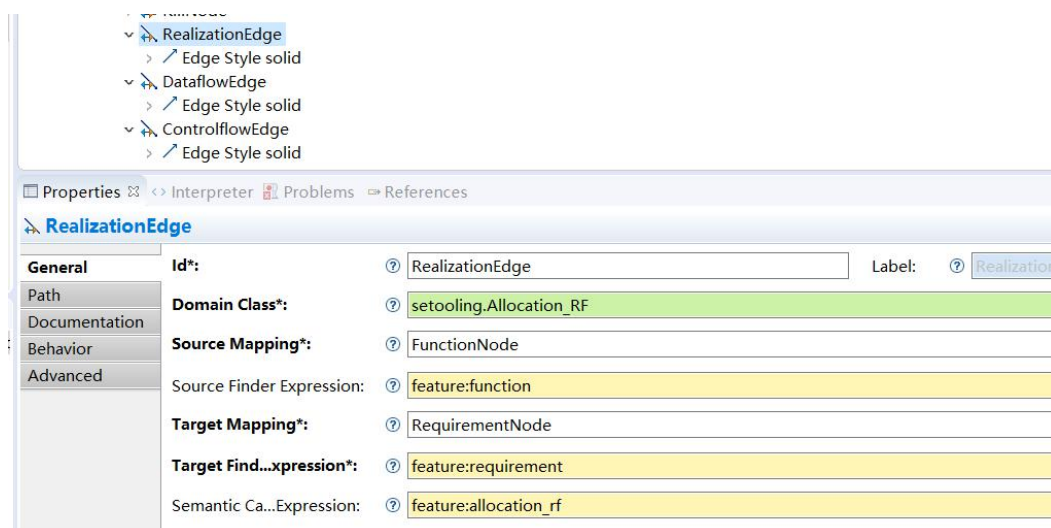 RealizationEdge
Edge Style solid
DataflowEdge
Edge Style solid
ControlflowEdge
Edge Style solid
Properties Interpreter Problems References
RealizationEdge
General
Id*: RealizationEdge Label: Realization
Path
Domain Class*: setooling.Allocation_RF
Documentation
Behavior
Source Mapping*: FunctionNode
Advanced
Source Finder Expression: feature:function
Target Mapping*: RequirementNode
Target Find...xpression*: feature:requirement
Semantic Ca...Expression: feature:allocation_rf